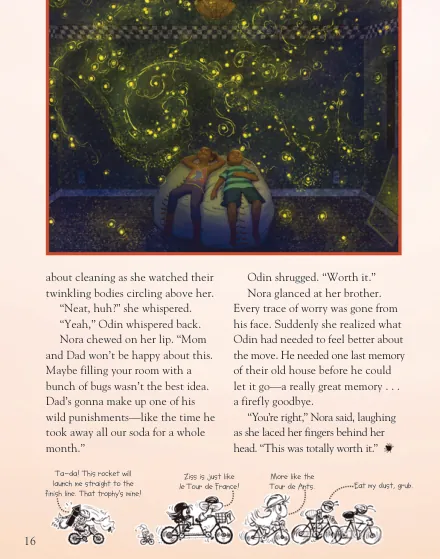 about cleaning as she watched their
twinkling bodies circling above her.
“Neat, huh?” she whispered.
“Yeah,” Odin whispered back.
Nora chewed on her lip. “Mom
and Dad won’t be happy about this.
Maybe filling your room with a
bunch of bugs wasn’t the best idea.
Dad’s gonna make up one of his
wild punishments—like the time he
took away all our soda for a whole
month.”
Odin shrugged. “Worth it.”
Nora glanced at her brother.
Every trace of worry was gone from
his face. Suddenly she realized what
Odin had needed to feel better about
the move. He needed one last memory
of their old house before he could
let it go—a really great memory . . .
a firefly goodbye.
“You’re right,” Nora said, laughing
as she laced her fingers behind her
head. “This was totally worth it.”
Ta-da! This rocket will
launch me straight to the
finish line. That trophy’s mine!
Ziss is just like
le Tour de France!
More like the
Tour de Ants.
Eat my dust, grub.
16